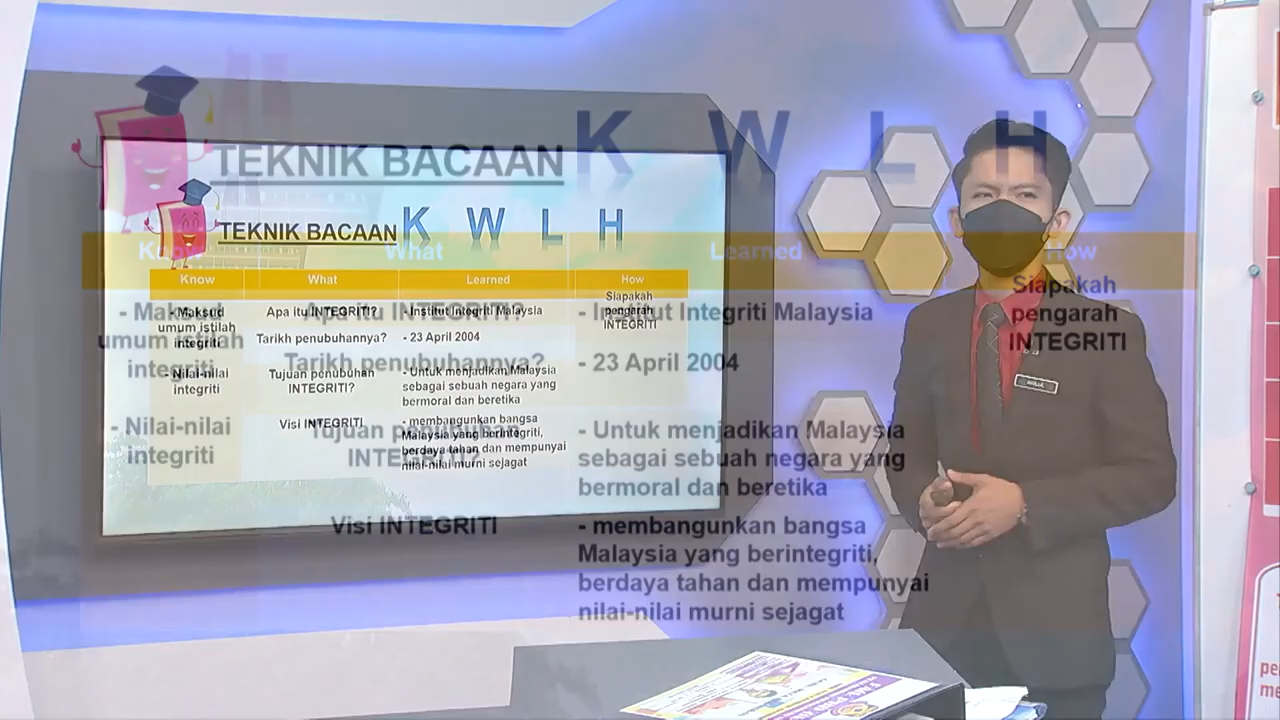 TEKNIK BACAAN K W L H
Know What Learned How
- Maksud
umum istilah
integriti
- Nilai-nilai
integriti
Apa itu INTEGRITI?
Tarikh penubuhannya?
Tujuan penubuhan
INTEGRITI?
Visi INTEGRITI
- Institut Integriti Malaysia
- 23 April 2004
- Untuk menjadikan Malaysia
sebagai sebuah negara yang
bermoral dan beretika
- membangunkan bangsa
Malaysia yang berintegriti,
berdaya tahan dan mempunyai
nilai-nilai murni sejagat
Siapakah
pengarah
INTEGRITI
TEKNIK BACAAN K W L H
Know What Learned How
- Maksud
umum istilah
integriti
- Nilai-nilai
integriti
Apa itu INTEGRITI?
Tarikh penubuhannya?
Tujuan penubuhan
INTEGRITI?
Visi INTEGRITI
- Institut Integriti Malaysia
- 23 April 2004
- Untuk menjadikan Malaysia
sebagai sebuah negara yang
bermoral dan beretika
- membangunkan bangsa
Malaysia yang berintegriti,
berdaya tahan dan mempunyai
nilai-nilai murni sejagat
Siapakah
pengarah
INTEGRITI
pe
me